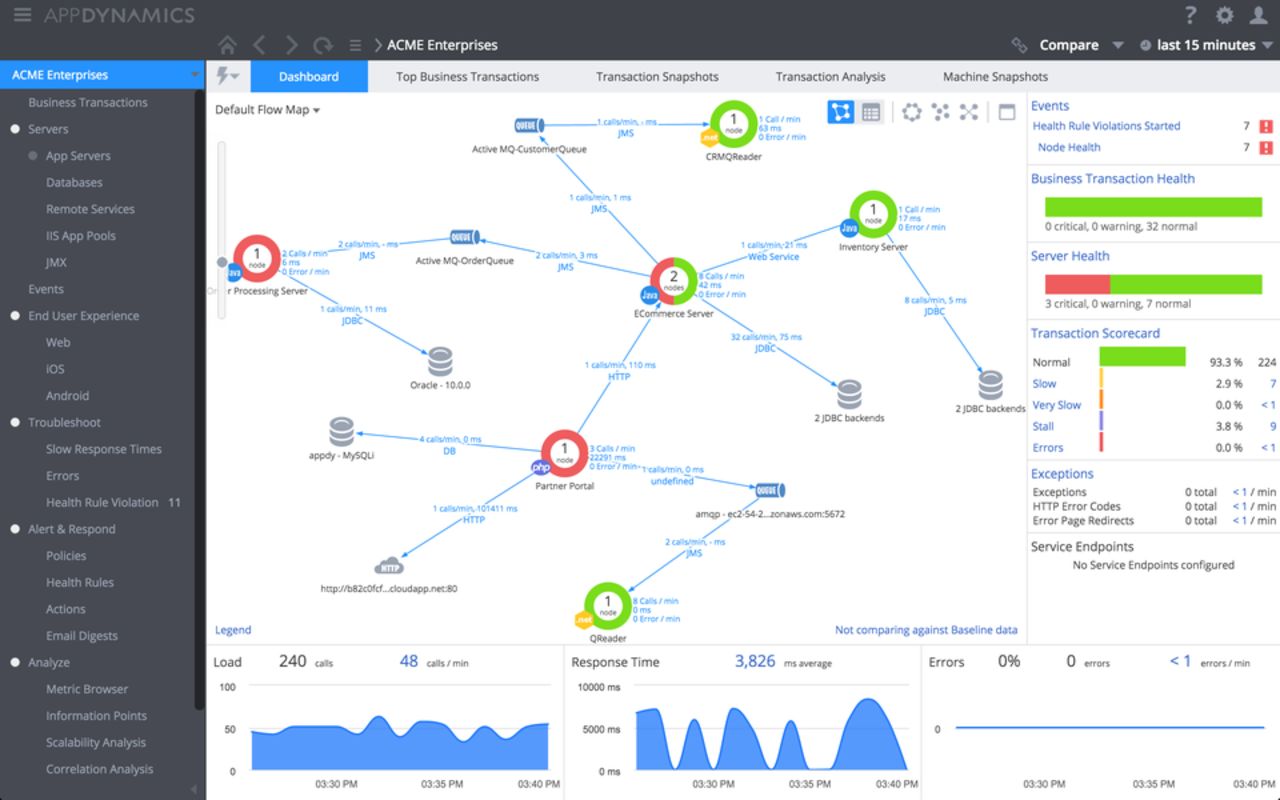 APPDYNAMICS
?
ACME Enterprises
Compare
last 15 minutes
ACME Enterprises
Business Transactions
Servers
App Servers
Databases
Remote Services
IIS App Pools
JMX
Events
End User Experience
Web
iOS
Android
Troubleshoot
Slow Response Times
Errors
Health Rule Violation 11
Alert & Respond
Policies
Health Rules
Actions
Email Digests
Analyze
Metric Browser
Information Points
Scalability Analysis
Correlation Analysis
Dashboard
Top Business Transactions
Transaction Snapshots
Transaction Analysis
Machine Snapshots
Default Flow Map
QUEUE
Active MQ-CustomerQueue
1 calls/min, - ms
JMS
1
node
.net
1 Call / min
63 ms
0 Error / min
CRMQReader
1 calls/min, 1 ms
JMS
1
node
Java
1 Call / min
17 ms
0 Error / min
Inventory Server
1 calls/min, 21 ms
Web Service
QUEUE
Active MQ-OrderQueue
2 calls/min, - ms
JMS
2 calls/min, 3 ms
JMS
1
node
Java
2 Calls / min
6 ms
0 Error / min
Order Processing Server
2
nodes
Java
8 Calls / min
42 ms
0 Error / min
ECommerce Server
1 calls/min, 11 ms
JDBC
8 calls/min, 5 ms
JDBC
32 calls/min, 75 ms
JDBC
Oracle - 10.0.0
1 calls/min, 110 ms
HTTP
2 JDBC backends
2 JDBC backends
appdy - MySQLi
4 calls/min, 0 ms
DB
1
node
php
3 Calls / min
22291 ms
0 Error / min
Partner Portal
1 calls/min, 0 ms
undefined
QUEUE
amqp - ec2-54-2...zonaws.com:5672
1 calls/min, 101411 ms
HTTP
2 calls/min, - ms
JMS
HTTP
http://b82c0fcf...cloudapp.net:80
1
node
.net
8 Calls / min
0 ms
0 Error / min
QReader
Legend
Not comparing against Baseline data
Events
Health Rule Violations Started 7
Node Health 7
Business Transaction Health
0 critical, 0 warning, 32 normal
Server Health
3 critical, 0 warning, 7 normal
Transaction Scorecard
Normal 93.3 % 224
Slow 2.9 % 7
Very Slow 0.0 % < 1
Stall 3.8 % 9
Errors 0.0 % < 1
Exceptions
Exceptions 0 total < 1 / min
HTTP Error Codes 0 total < 1 / min
Error Page Redirects 0 total < 1 / min
Service Endpoints
No Service Endpoints configured
Load 240 calls 48 calls / min
100
50
0
03:30 PM 03:35 PM 03:40 PM
Response Time 3,826 ms average
10000 ms
5000 ms
0 ms
03:30 PM 03:35 PM 03:40 PM
Errors 0% 0 errors < 1 errors / min
0
03:30 PM 03:35 PM 03:40 PM